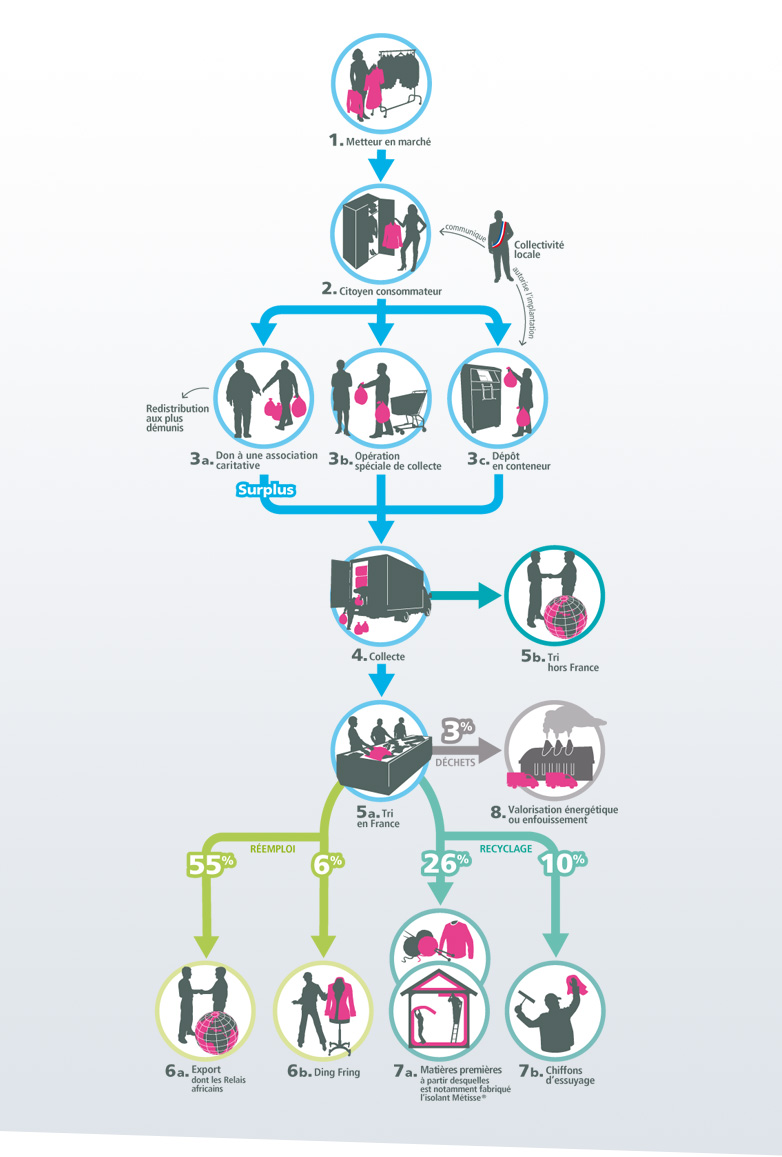 1. Metteur en marché
communique
Collectivité
locale
autorise l'implantation
2. Citoyen consommateur
Redistribution
aux plus
démunis
3a. Don à une association
caritative
3b. Opération
spéciale de collecte
3c. Dépôt
en conteneur
Surplus
4. Collecte
5b. Tri
hors France
3%
DÉCHETS
5a. Tri
en France
8. Valorisation énergétique
ou enfouissement
RÉEMPLOI
RECYCLAGE
55%
6%
26%
10%
6a. Export
dont les Relais
africains
6b. Ding Fring
7a. Matières premières
à partir desquelles
est notamment fabriqué
l'isolant Métisse®
7b. Chiffons
d'essuyage